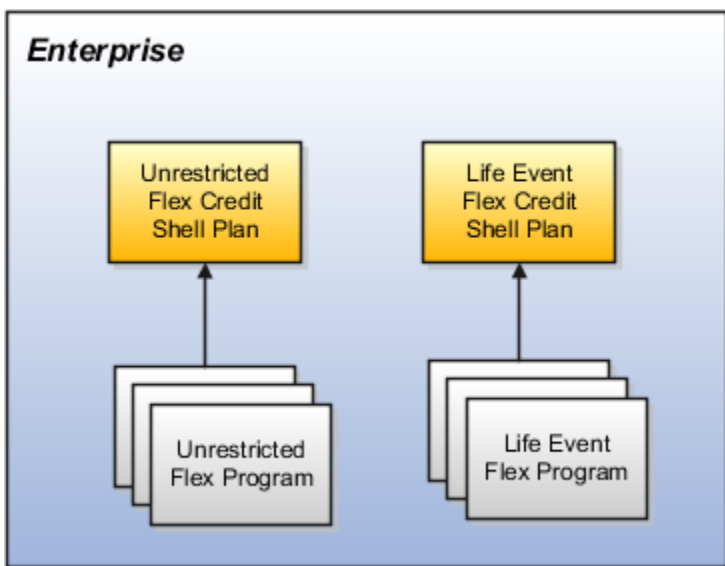 Enterprise
Unrestricted
Flex Credit
Shell Plan
Life Event
Flex Credit
Shell Plan
Unrestricted
Flex Program
Life Event
Flex Program